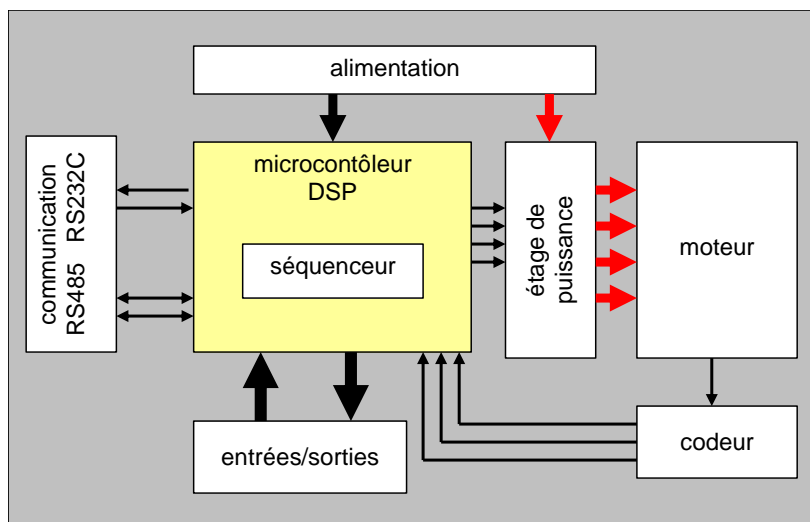 alimentation
communication
RS485 RS232C
microcontôleur
DSP
séquenceur
étage de
puissance
moteur
entrées/sorties
codeur